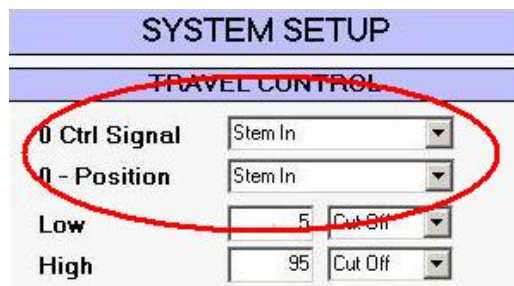 SYSTEM SETUP
TRAVEL CONTROL
0 Ctrl Signal Stem In
0 - Position Stem In
Low 5 Cut Off
High 95 Cut Off